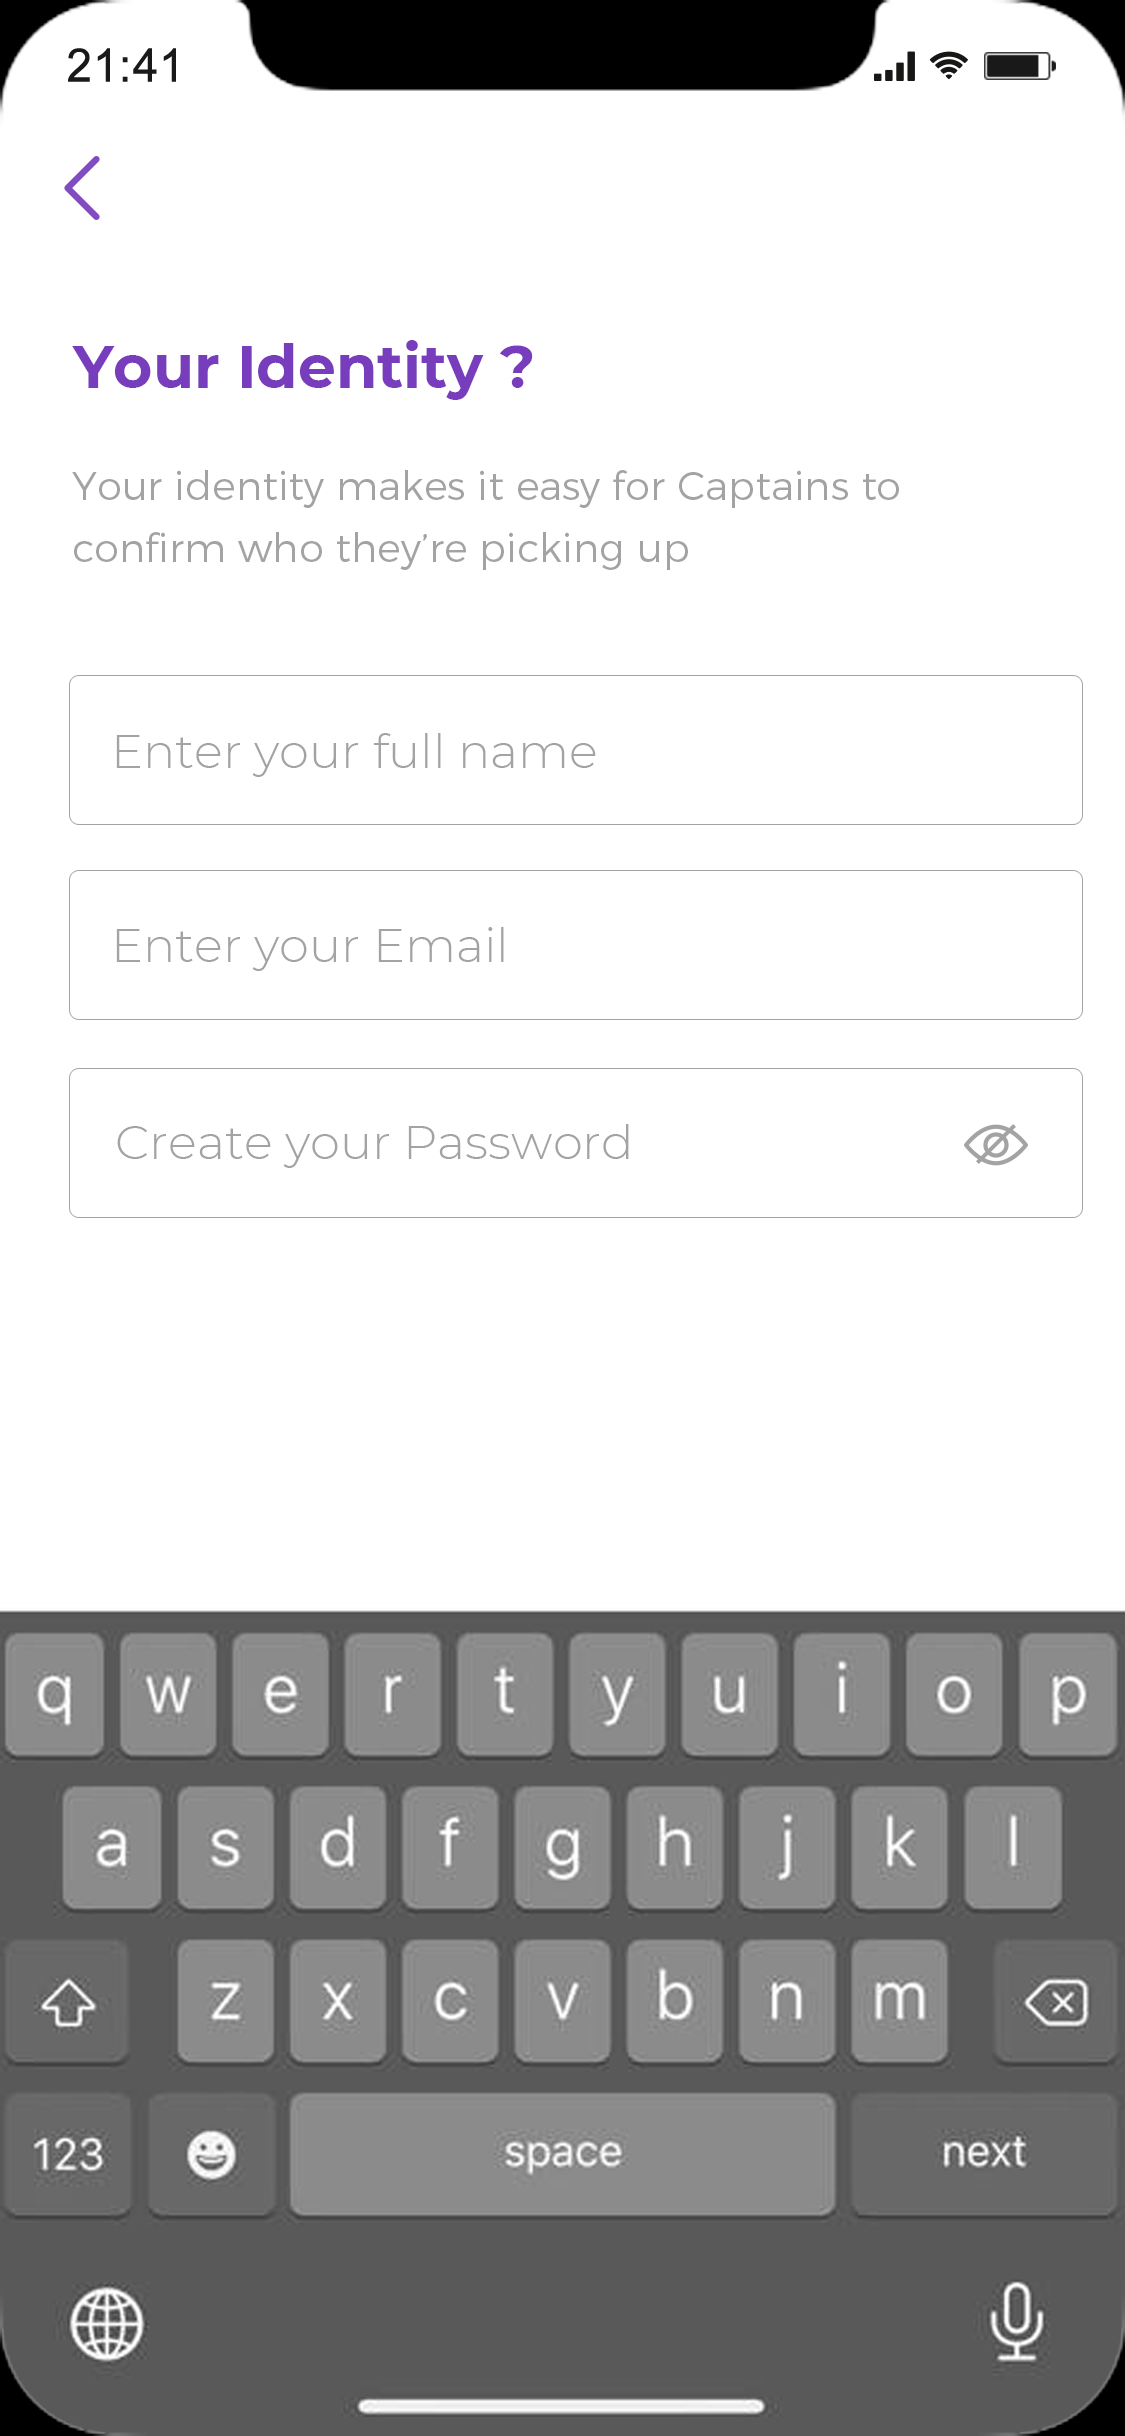 21:41
Your Identity ?
Your identity makes it easy for Captains to
confirm who they’re picking up
Enter your full name
Enter your Email
Create your Password
q w e r t y u i o p
a s d f g h j k l
z x c v b n m
123 space next